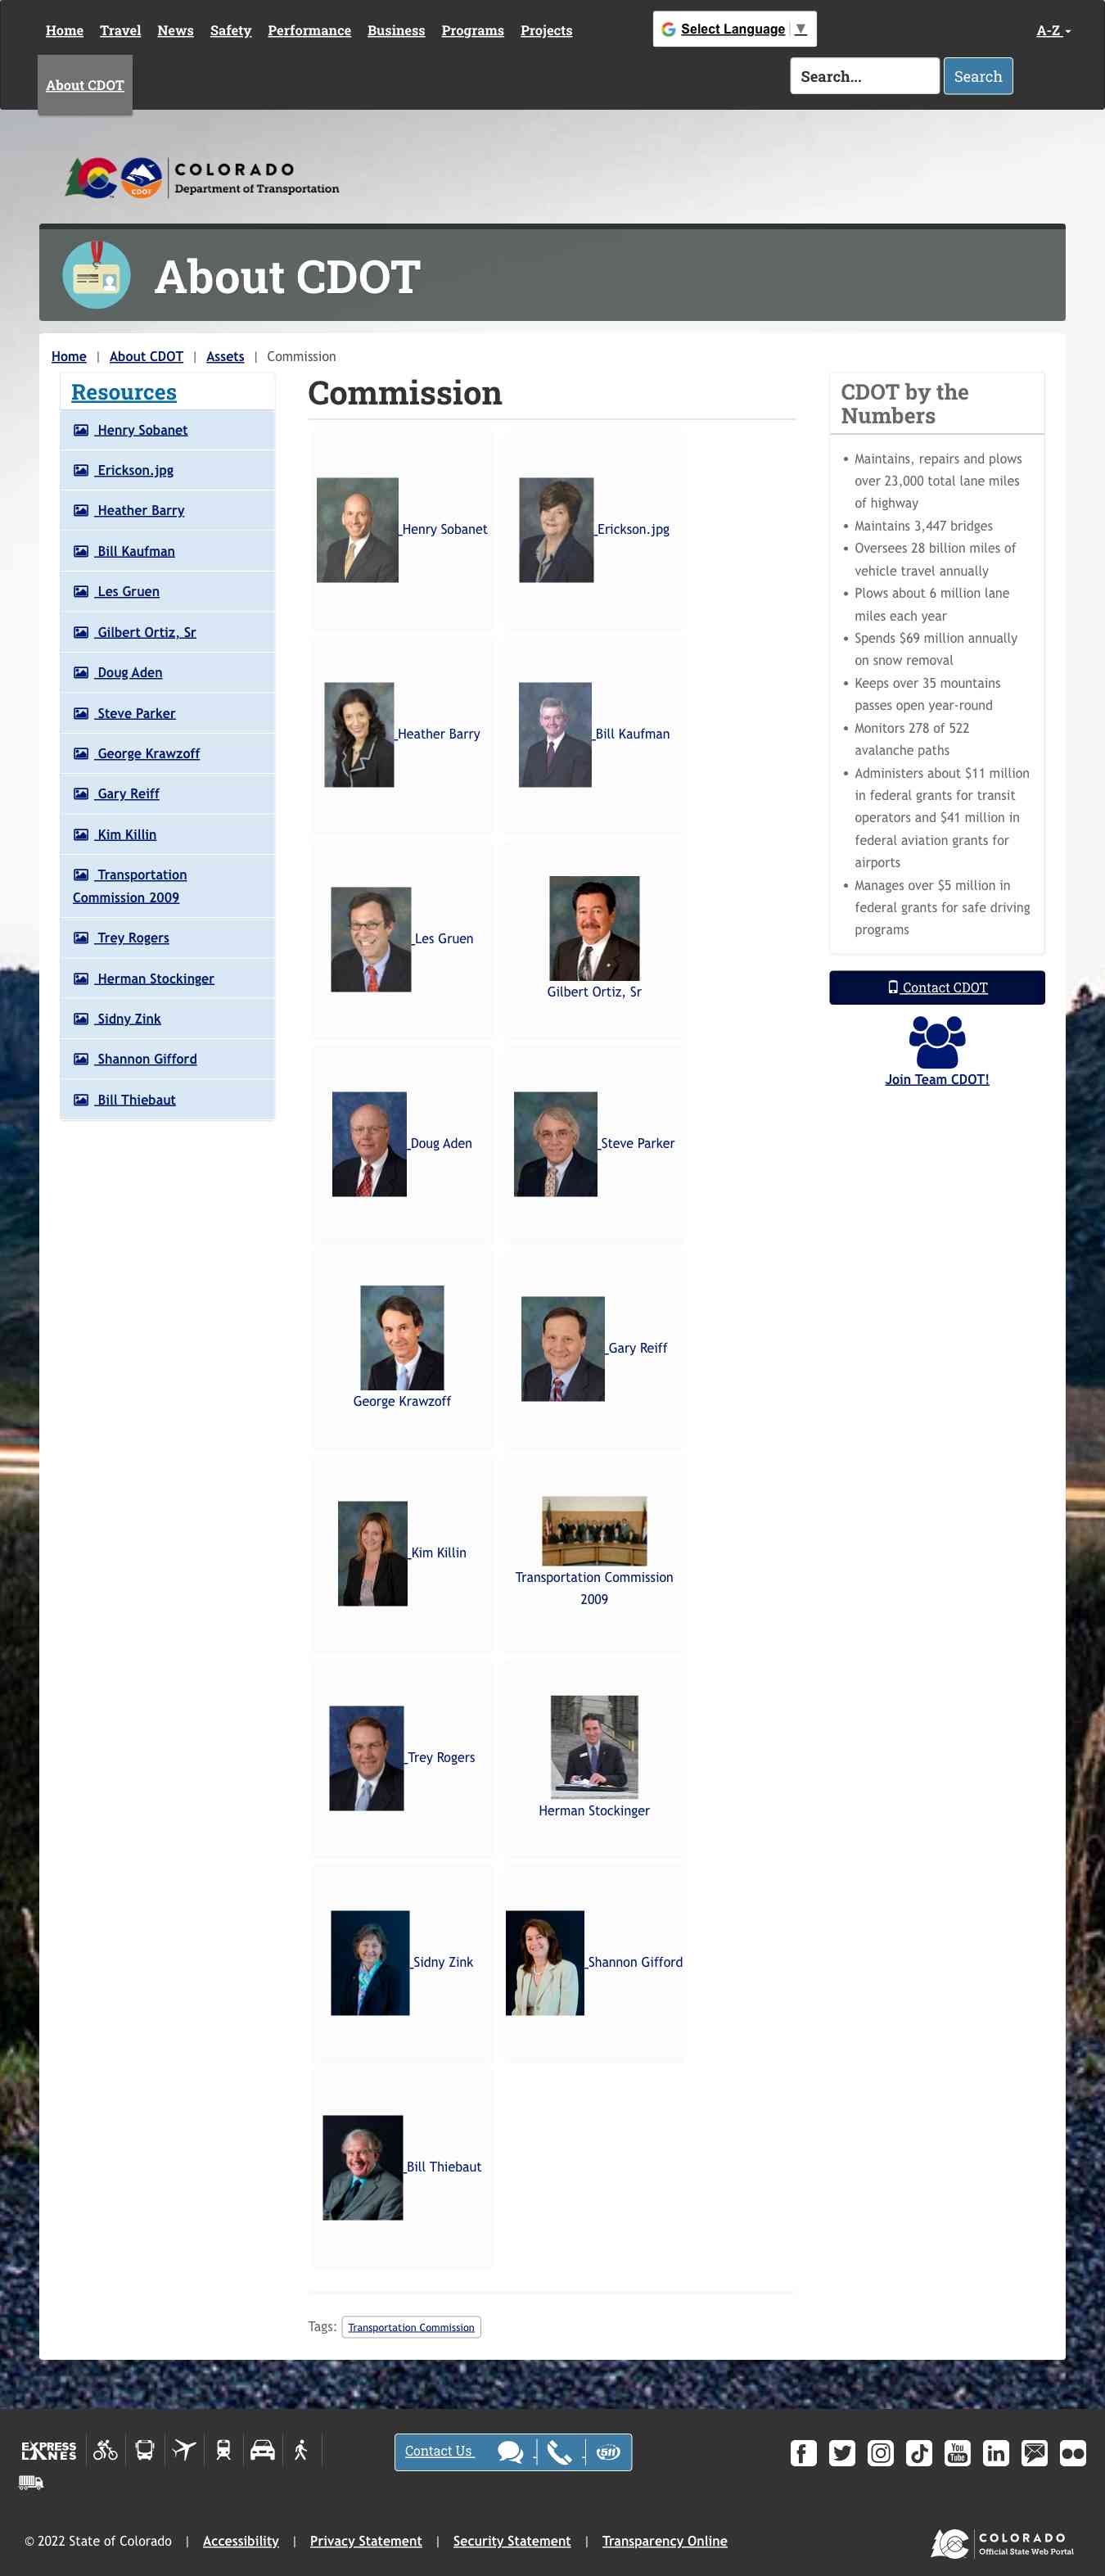 Home Travel News Safety Performance Business Programs Projects
Select Language ▼
A-Z
About CDOT
Search...
Search
COLORADO
Department of Transportation
CDOT
About CDOT
Home | About CDOT | Assets | Commission
Resources
Henry Sobanet
Erickson.jpg
Heather Barry
Bill Kaufman
Les Gruen
Gilbert Ortiz, Sr
Doug Aden
Steve Parker
George Krawzoff
Gary Reiff
Kim Killin
Transportation
Commission 2009
Trey Rogers
Herman Stockinger
Sidny Zink
Shannon Gifford
Bill Thiebaut
Commission
Henry Sobanet
Erickson.jpg
Heather Barry
Bill Kaufman
Les Gruen
Gilbert Ortiz, Sr
Doug Aden
Steve Parker
George Krawzoff
Gary Reiff
Kim Killin
Transportation Commission
2009
Trey Rogers
Herman Stockinger
Sidny Zink
Shannon Gifford
Bill Thiebaut
Tags: Transportation Commission
CDOT by the
Numbers
• Maintains, repairs and plows
over 23,000 total lane miles
of highway
• Maintains 3,447 bridges
• Oversees 28 billion miles of
vehicle travel annually
• Plows about 6 million lane
miles each year
• Spends $69 million annually
on snow removal
• Keeps over 35 mountains
passes open year-round
• Monitors 278 of 522
avalanche paths
• Administers about $11 million
in federal grants for transit
operators and $41 million in
federal aviation grants for
airports
• Manages over $5 million in
federal grants for safe driving
programs
Contact CDOT
Join Team CDOT!
EXPRESS
LANES
Contact Us
511
You
Tube
© 2022 State of Colorado | Accessibility | Privacy Statement | Security Statement | Transparency Online
COLORADO
Official State Web Portal